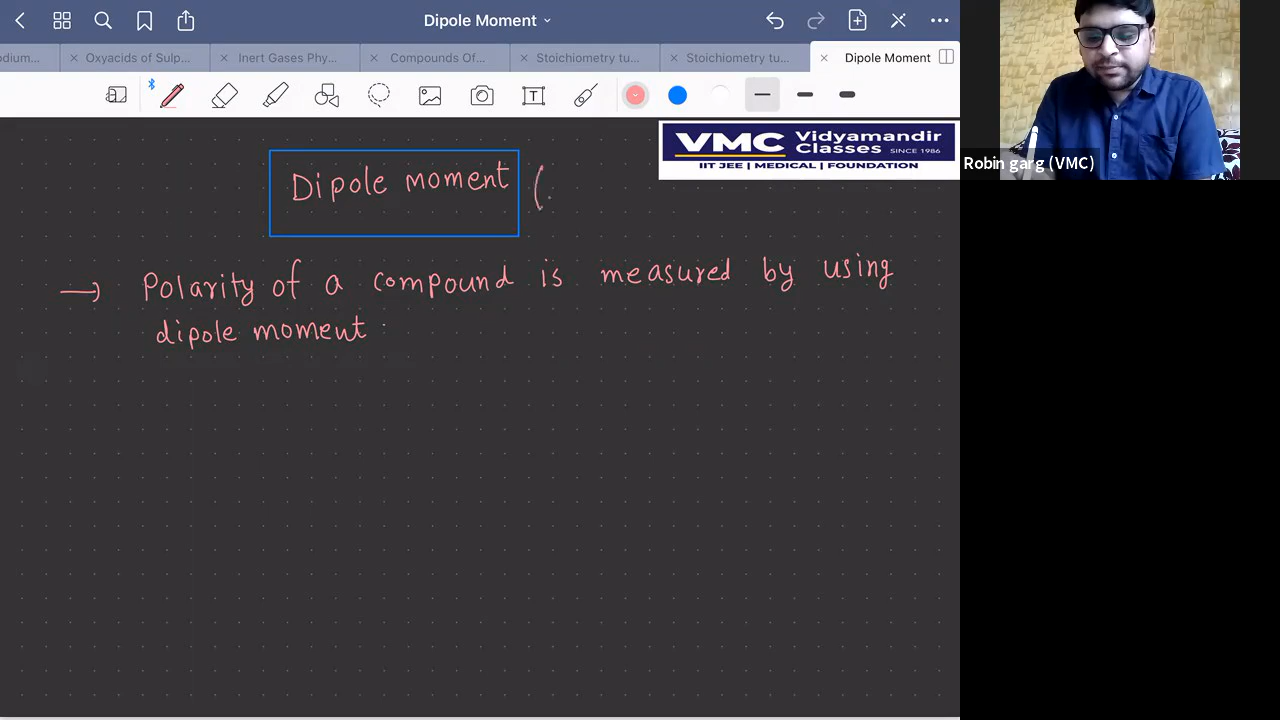 Dipole Moment
odium...
Oxyacids of Sulp...
Inert Gases Phy...
Compounds Of...
Stoichiometry tu...
Stoichiometry tu...
Dipole Moment
T
VMC Vidyamandir Classes SINCE 1986
IIT JEE | MEDICAL | FOUNDATION
Robin garg (VMC)
Dipole moment (
→ Polarity of a compound is measured by using
dipole moment